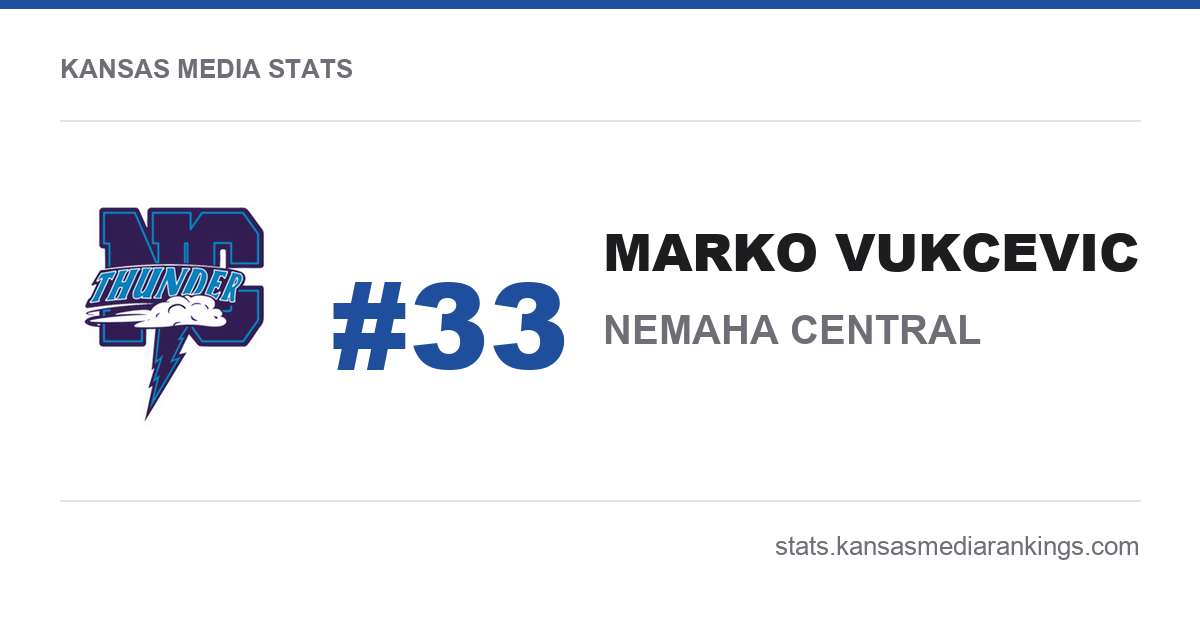 KANSAS MEDIA STATS
NC
THUNDER
#33
MARKO VUKCEVIC
NEMAHA CENTRAL
stats.kansasmediarankings.com